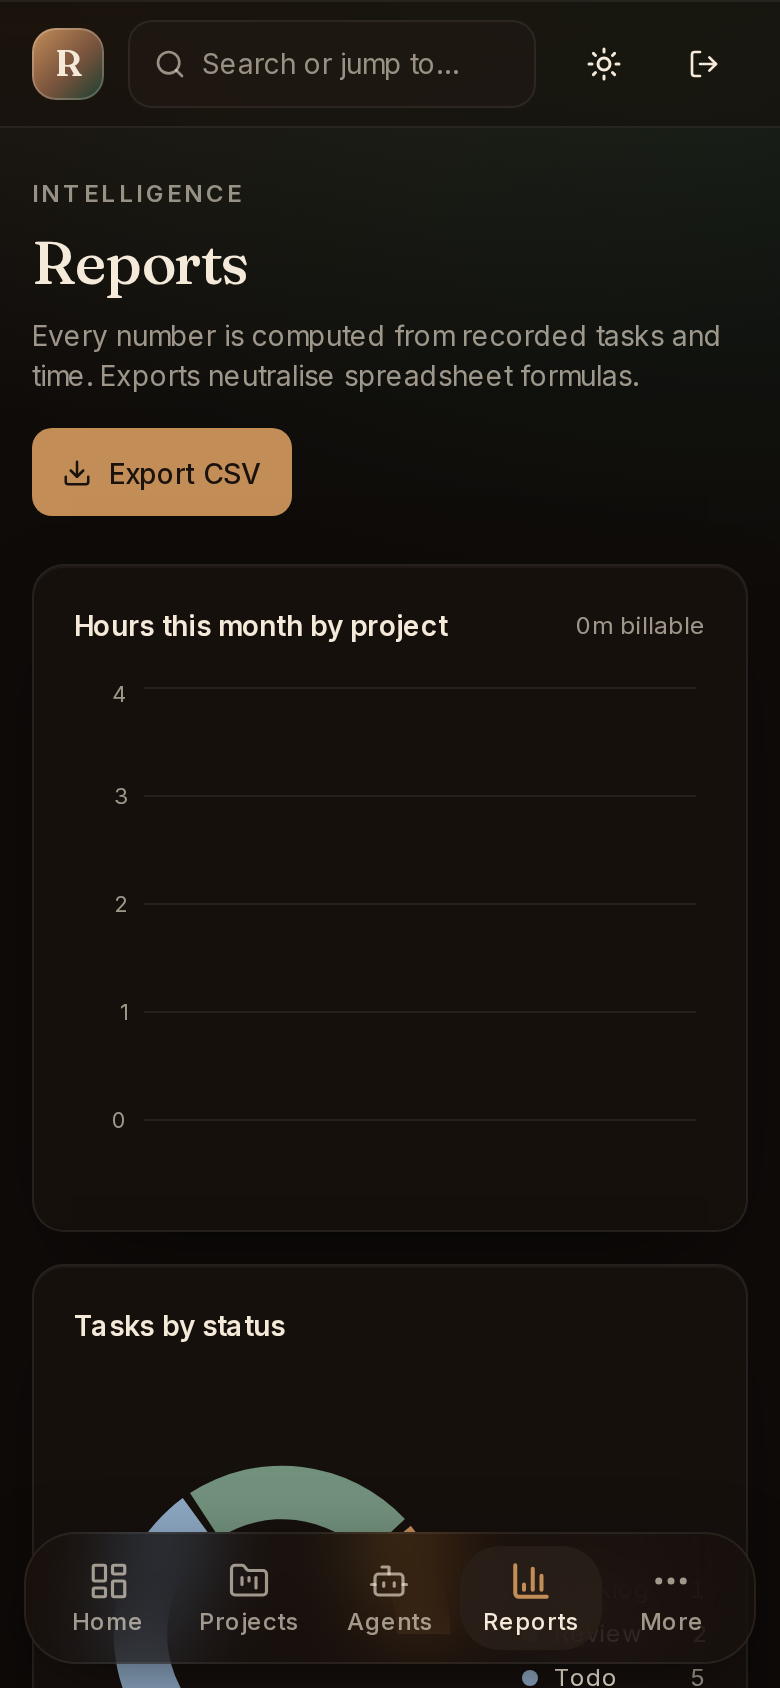 R
Search or jump to...
INTELLIGENCE
Reports
Every number is computed from recorded tasks and
time. Exports neutralise spreadsheet formulas.
Export CSV
Hours this month by project
0m billable
4
3
2
1
0
Tasks by status
1
Review 2
Home
Projects
Agents
Reports
More
Todo 5